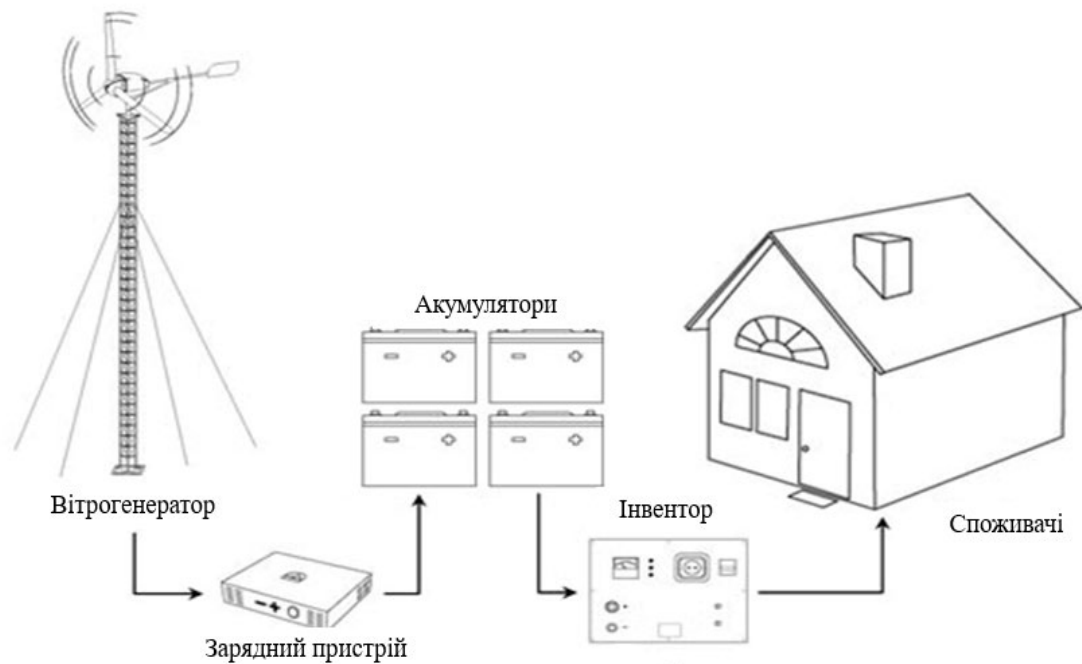 Акумулятори
Вітрогенератор
Інвентор
Споживачі
Зарядний пристрій